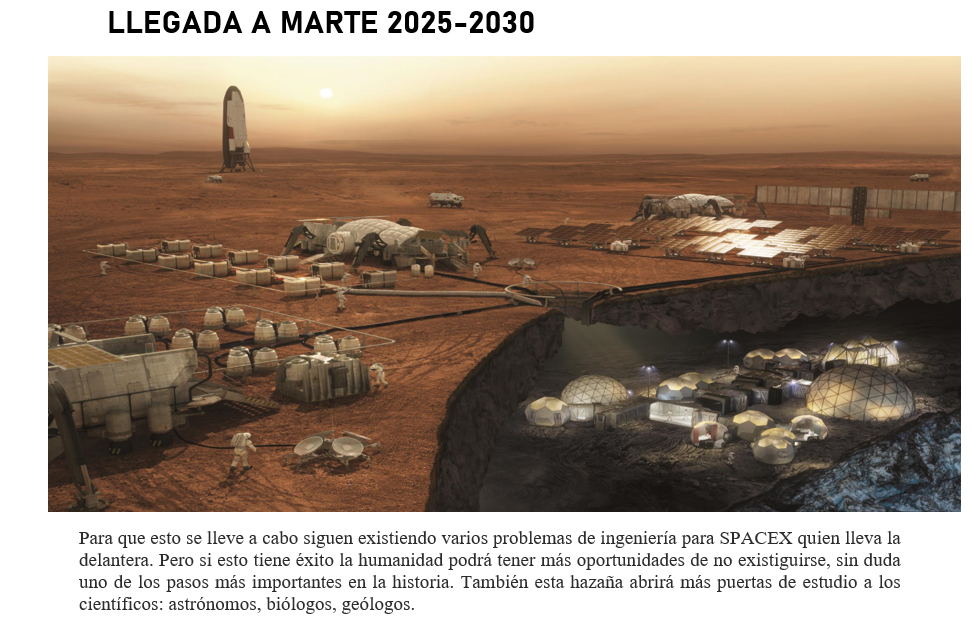 LLEGADA A MARTE 2025-2030
Para que esto se lleve a cabo siguen existiendo varios problemas de ingeniería para SPACEX quien lleva la
delantera. Pero si esto tiene éxito la humanidad podrá tener más oportunidades de no existiguirse, sin duda
uno de los pasos más importantes en la historia. También esta hazaña abrirá más puertas de estudio a los
científicos: astrónomos, biólogos, geólogos.